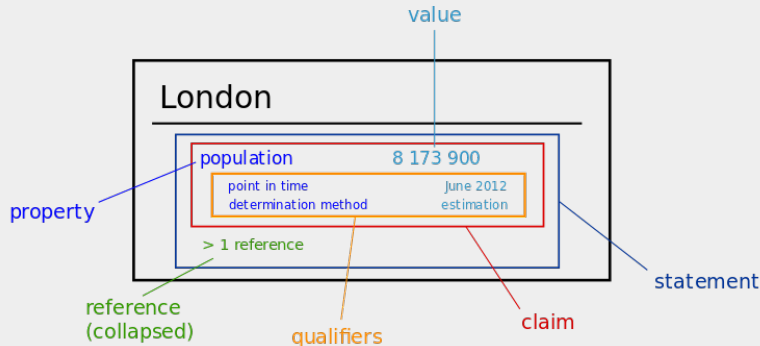 value
London
population 8 173 900
point in time June 2012
determination method estimation
property
> 1 reference
statement
reference
(collapsed)
claim
qualifiers